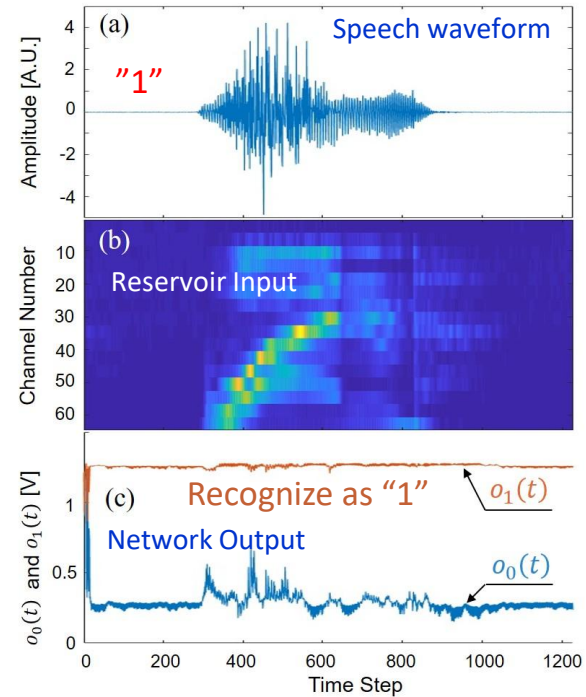 (a)
Speech waveform
”1”
Amplitude [A.U.]
4
2
0
-2
-4
(b)
Reservoir Input
Channel Number
10
20
30
40
50
60
(c)
Recognize as “1”
Network Output
o₁(t)
o₀(t)
o₀(t) and o₁(t) [V]
1
0.5
0
0 200 400 600 800 1000 1200
Time Step